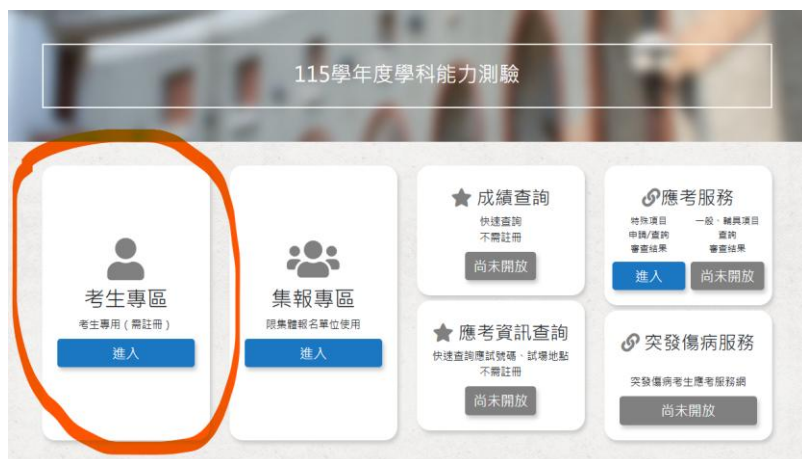 115學年度學科能力測驗
考生專區
考生專用(需註冊)
進入
集報專區
限集體報名單位使用
進入
成績查詢
快速查詢
不需註冊
尚未開放
應考資訊查詢
快速查詢應試號碼、試場地點
不需註冊
尚未開放
應考服務
特殊項目
申請/查詢
審查結果
進入
一般、輔具項目
查詢
審查結果
尚未開放
突發傷病服務
突發傷病考生應考服務網
尚未開放